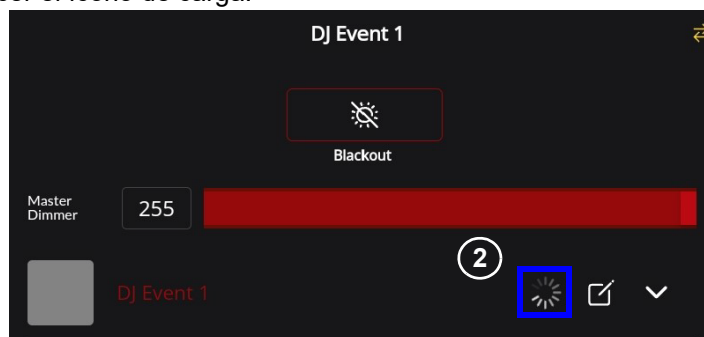 DJ Event 1
Blackout
Master
Dimmer
255
2
DJ Event 1